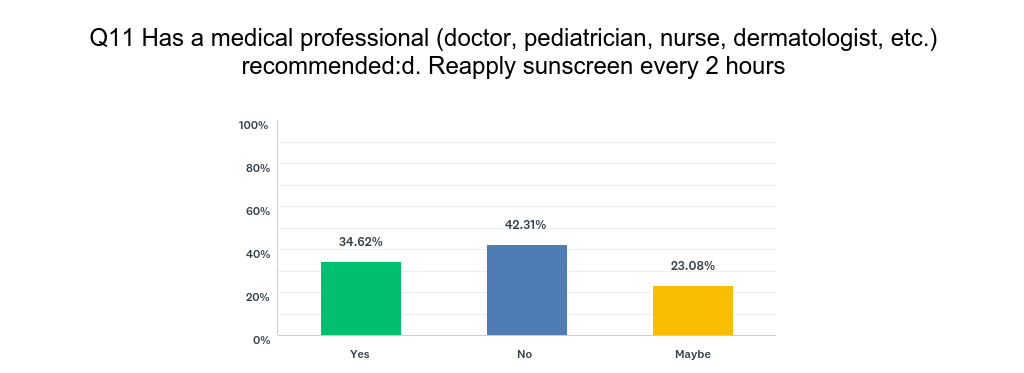 Q11 Has a medical professional (doctor, pediatrician, nurse, dermatologist, etc.)
recommended:d. Reapply sunscreen every 2 hours
100%
80%
60%
40%
20%
0%
34.62%
42.31%
23.08%
Yes
No
Maybe